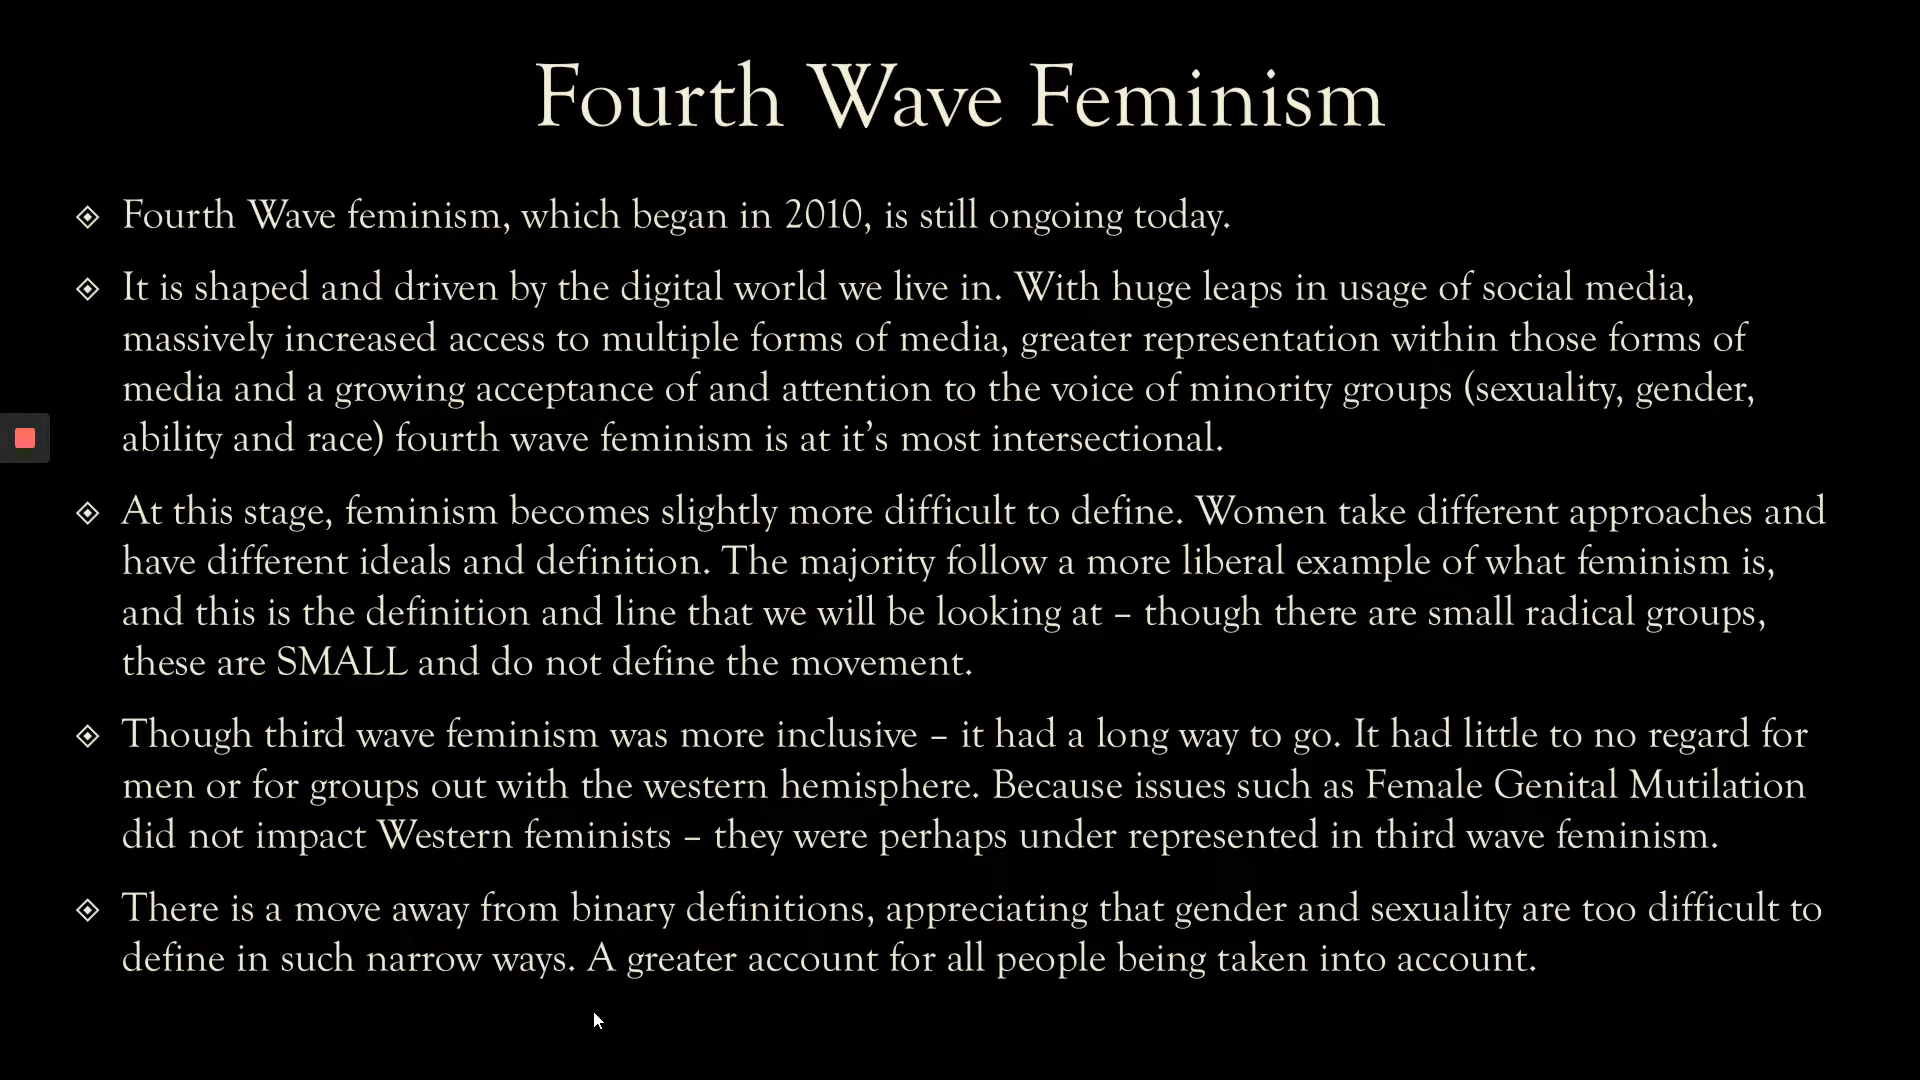 Fourth Wave Feminism
Fourth Wave feminism, which began in 2010, is still ongoing today.
It is shaped and driven by the digital world we live in. With huge leaps in usage of social media,
massively increased access to multiple forms of media, greater representation within those forms of
media and a growing acceptance of and attention to the voice of minority groups (sexuality, gender,
ability and race) fourth wave feminism is at it’s most intersectional.
At this stage, feminism becomes slightly more difficult to define. Women take different approaches and
have different ideals and definition. The majority follow a more liberal example of what feminism is,
and this is the definition and line that we will be looking at – though there are small radical groups,
these are SMALL and do not define the movement.
Though third wave feminism was more inclusive – it had a long way to go. It had little to no regard for
men or for groups out with the western hemisphere. Because issues such as Female Genital Mutilation
did not impact Western feminists – they were perhaps under represented in third wave feminism.
There is a move away from binary definitions, appreciating that gender and sexuality are too difficult to
define in such narrow ways. A greater account for all people being taken into account.